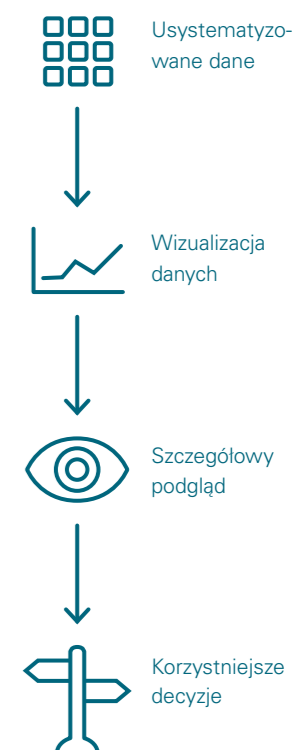 Usystematyzo-
wane dane
Wizualizacja
danych
Szczegółowy
podgląd
Korzystniejsze
decyzje